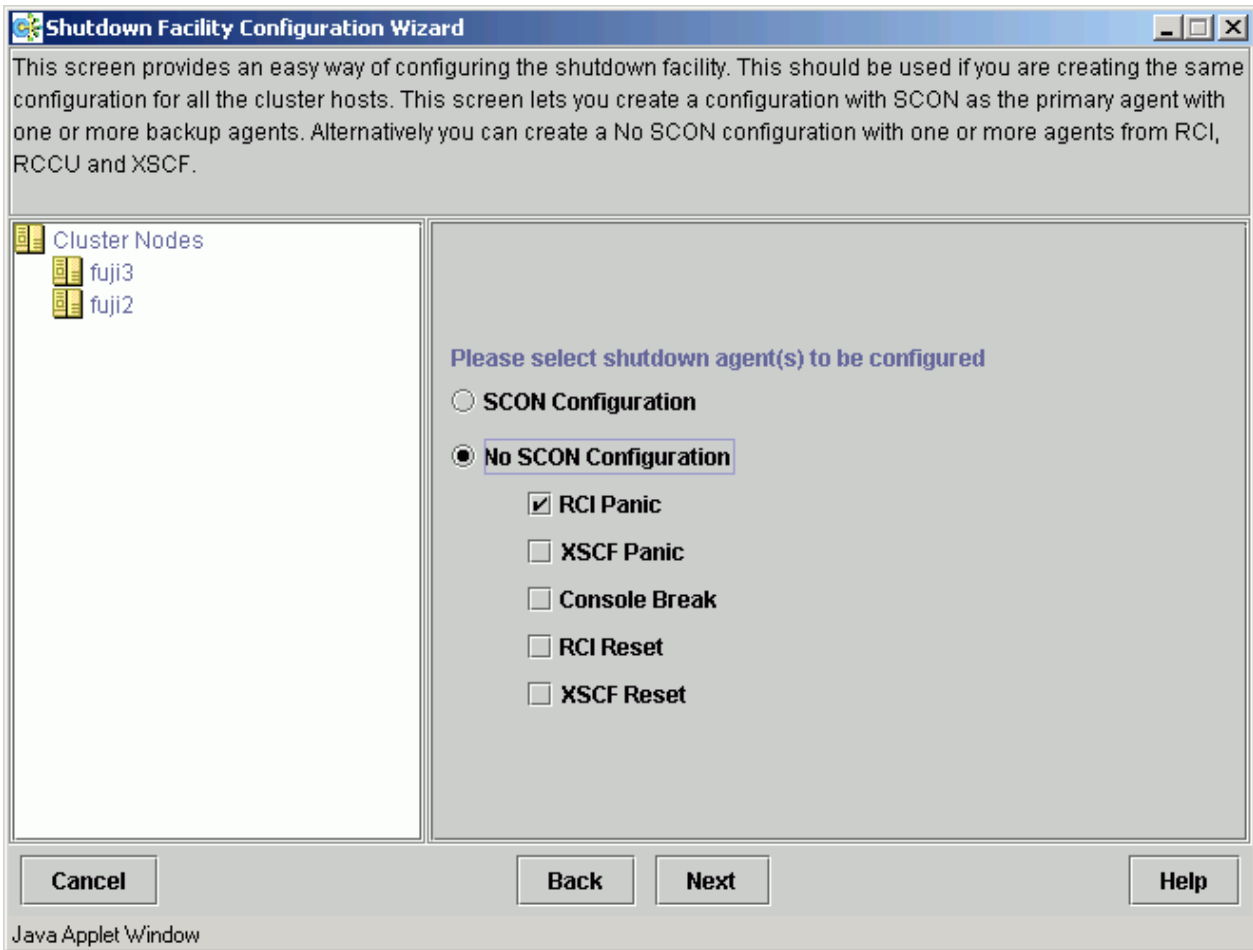 Shutdown Facility Configuration Wizard
This screen provides an easy way of configuring the shutdown facility. This should be used if you are creating the same
configuration for all the cluster hosts. This screen lets you create a configuration with SCON as the primary agent with
one or more backup agents. Alternatively you can create a No SCON configuration with one or more agents from RCI,
RCCU and XSCF.
Cluster Nodes
fuji3
fuji2
Please select shutdown agent(s) to be configured
SCON Configuration
No SCON Configuration
RCI Panic
XSCF Panic
Console Break
RCI Reset
XSCF Reset
Cancel
Back
Next
Help
Java Applet Window